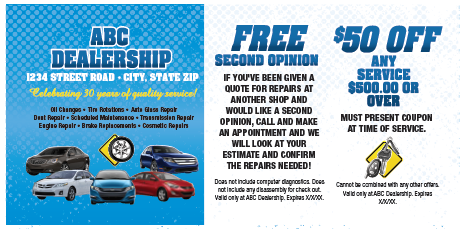 ABC
DEALERSHIP
1234 STREET ROAD • CITY, STATE ZIP
Celebrating 30 years of quality service!
Oil Changes • Tire Rotations • Auto Glass Repair
Dent Repair • Scheduled Maintenance • Transmission Repair
Engine Repair • Brake Replacements • Cosmetic Repairs
FREE
SECOND OPINION
IF YOU'VE BEEN GIVEN A
QUOTE FOR REPAIRS AT
ANOTHER SHOP AND
WOULD LIKE A SECOND
OPINION, CALL AND MAKE
AN APPOINTMENT AND WE
WILL LOOK AT YOUR
ESTIMATE AND CONFIRM
THE REPAIRS NEEDED!
Does not include computer diagnostics. Does
not include any disassembly for check out.
Valid only at ABC Dealership. Expires X/X/XX.
$50 OFF
ANY
SERVICE
$500.00 OR
OVER
MUST PRESENT COUPON
AT TIME OF SERVICE.
Cannot be combined with any other offers.
Valid only at ABC Dealership. Expires
X/X/XX.